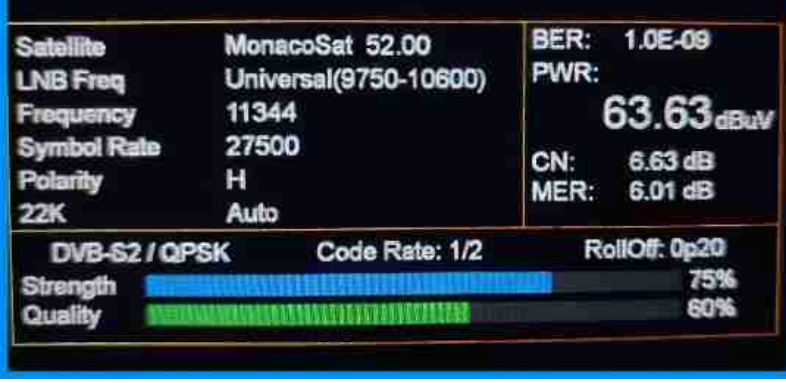 Satellite MonacoSat 52.00
LNB Freq Universal(9750-10600)
Frequency 11344
Symbol Rate 27500
Polarity H
22K Auto
BER: 1.0E-09
PWR:
63.63 dBuV
CN: 6.63 dB
MER: 6.01 dB
DVB-S2 / QPSK Code Rate: 1/2 RollOff: 0p20
Strength 75%
Quality 60%